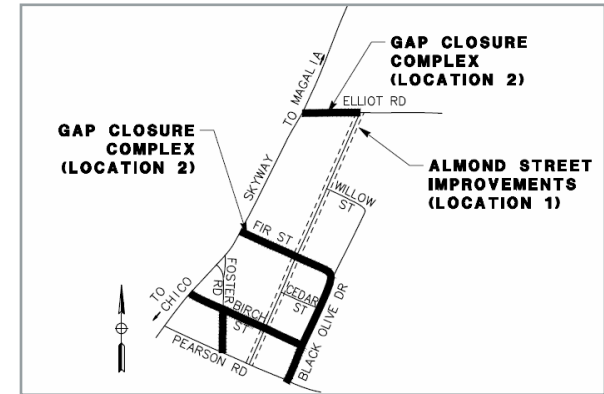 GAP CLOSURE
COMPLEX
(LOCATION 2)
TO MAGALIA
ELLIOT RD
GAP CLOSURE
COMPLEX
(LOCATION 2)
ALMOND STREET
IMPROVEMENTS
(LOCATION 1)
SKYWAY
WILLOW
ST
FIR ST
FOSTER
RD
TO
CHICO
CEDAR
ST
BIRCH
ST
BLACK OLIVE DR
PEARSON RD